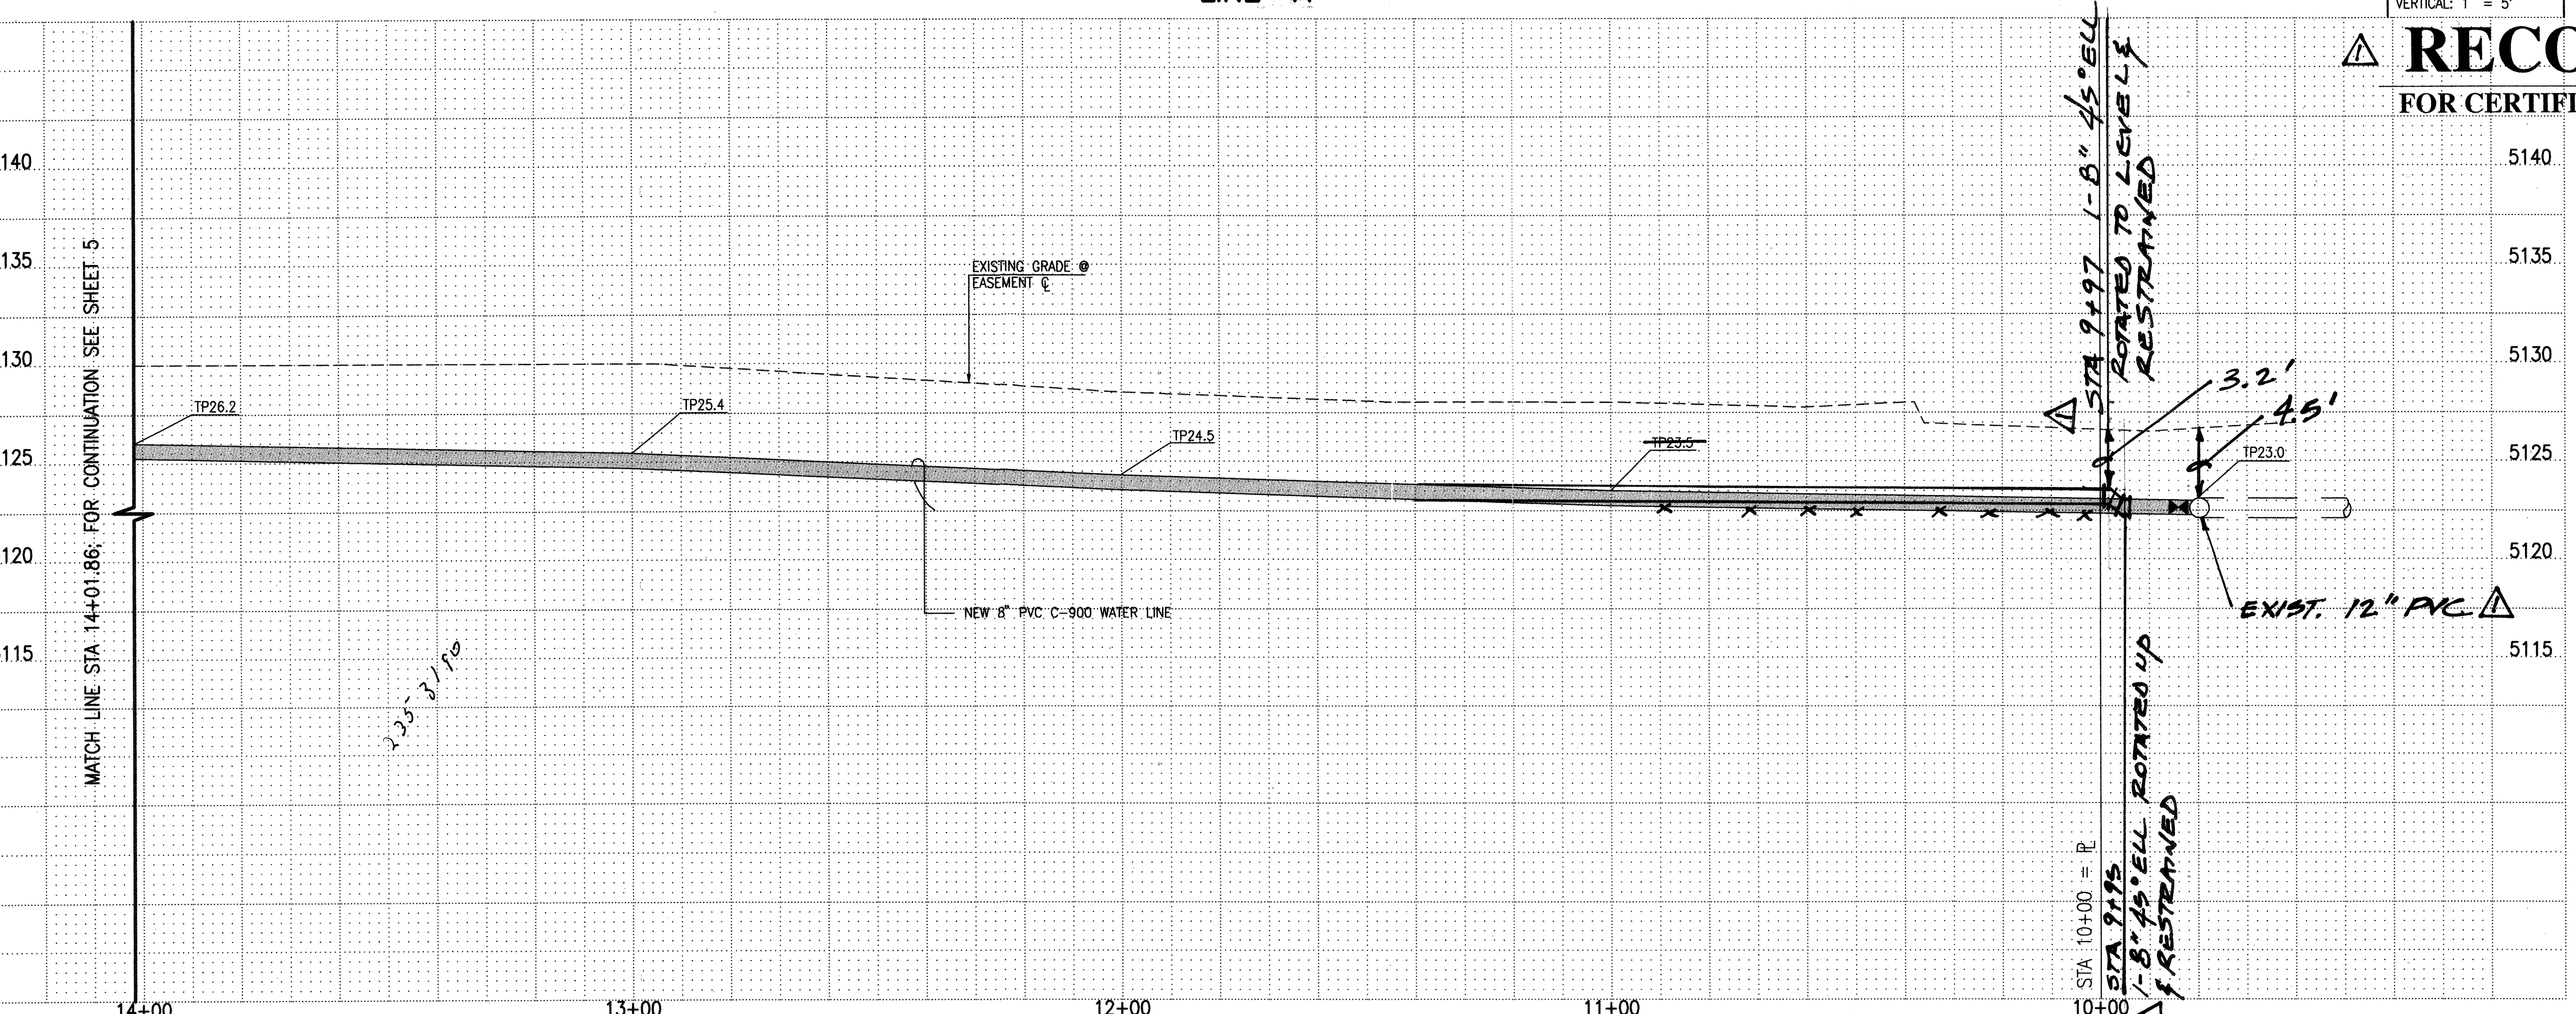 VERTICAL: 1" = 5'
RECO
FOR CERTIFI
STA 9+97 1-8" 45° ELL
ROTATED TO LEVEL &
RESTRAINED
140
5140
135
5135
EXISTING GRADE @
EASEMENT ℄
130
5130
3.2'
4.5'
TP26.2
TP25.4
TP24.5
TP23.5
TP23.0
125
5125
120
5120
NEW 8" PVC C-900 WATER LINE
EXIST. 12" PVC
115
5115
MATCH LINE STA 14+01.86; FOR CONTINUATION SEE SHEET 5
235-3190
STA 10+00 = ⅊
STA 9+95
1-8" 45° ELL ROTATED UP
& RESTRAINED
14+00
13+00
12+00
11+00
10+00